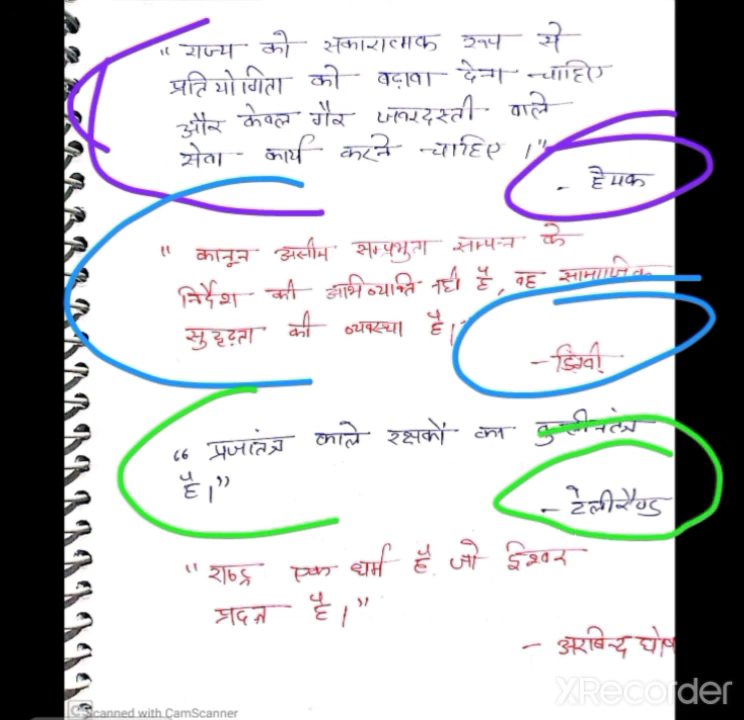 “ राज्य को सकारात्मक रूप से
प्रतियोगिता को बढ़ावा देना चाहिए
और केवल गैर जबरदस्ती वाले
सेवा कार्य करने चाहिए ।”
- हेयक
“ कानून असीम सम्प्रभुता सम्पन्न के
निर्देश की अभिव्यक्ति नही है, वह सामाजिक
सुदृढ़ता की व्यवस्था है।”
- डिग्वी
“ प्रजातंत्र काले रक्षकों का कुलीनतंत्र
है।”
- टेलीरैण्ड
“राष्ट्र एक धर्म है जो ईश्वर
प्रदत्त है।”
- अरबिन्द घोष
Scanned with CamScanner
XRecorder